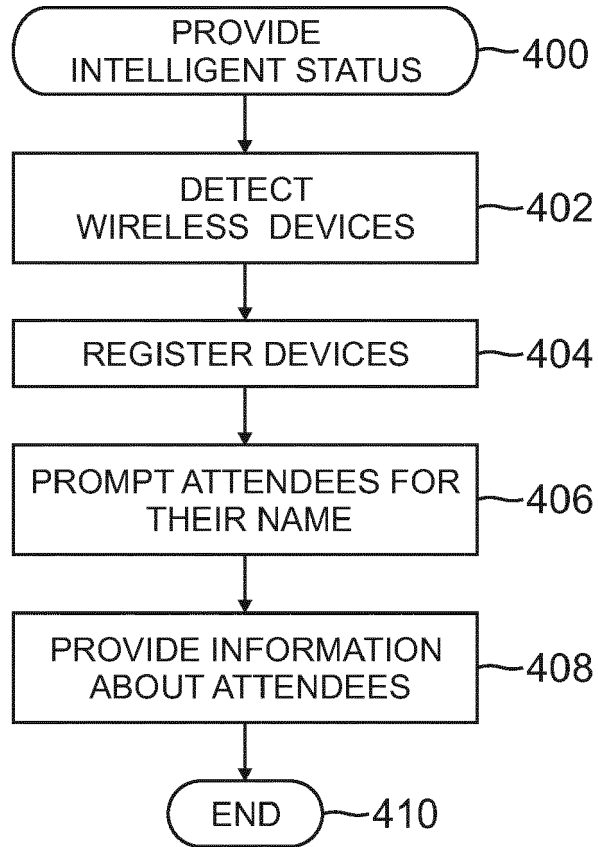 PROVIDE
INTELLIGENT STATUS
400
DETECT
WIRELESS DEVICES
402
REGISTER DEVICES
404
PROMPT ATTENDEES FOR
THEIR NAME
406
PROVIDE INFORMATION
ABOUT ATTENDEES
408
END
410